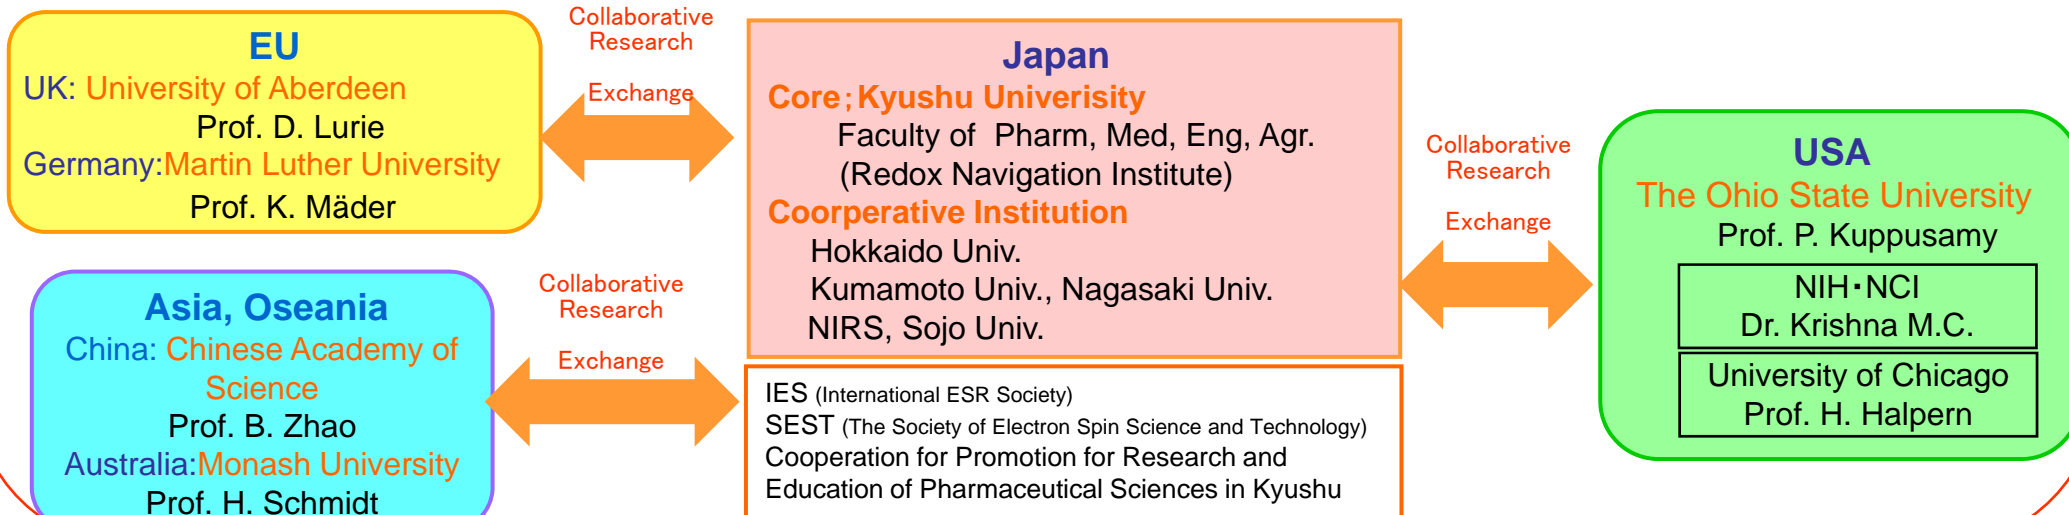 EU
UK: University of Aberdeen
Prof. D. Lurie
Germany:Martin Luther University
Prof. K. Mäder
Collaborative
Research
Exchange
Asia, Oseania
China: Chinese Academy of
Science
Prof. B. Zhao
Australia:Monash University
Prof. H. Schmidt
Collaborative
Research
Exchange
Japan
Core;Kyushu Univerisity
Faculty of Pharm, Med, Eng, Agr.
(Redox Navigation Institute)
Coorperative Institution
Hokkaido Univ.
Kumamoto Univ., Nagasaki Univ.
NIRS, Sojo Univ.
IES (International ESR Society)
SEST (The Society of Electron Spin Science and Technology)
Cooperation for Promotion for Research and
Education of Pharmaceutical Sciences in Kyushu
Collaborative
Research
Exchange
USA
The Ohio State University
Prof. P. Kuppusamy
NIH・NCI
Dr. Krishna M.C.
University of Chicago
Prof. H. Halpern